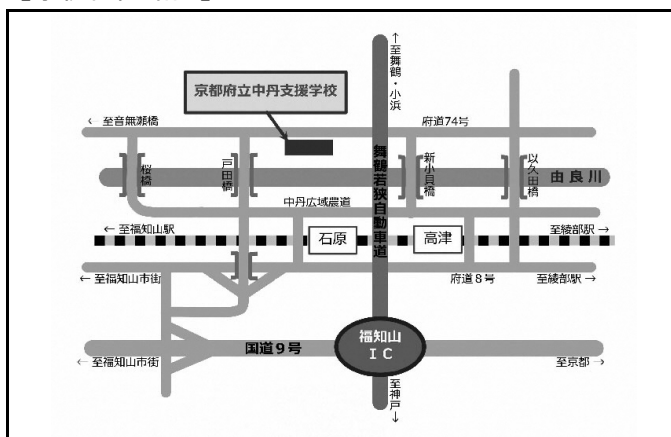 ↑至舞鶴・小浜
京都府立中丹支援学校
← 至音無瀬橋
府道74号
桜橋
戸田橋
舞鶴若狭自動車道
新小貝橋
以久田橋
由良川
中丹広域農道
← 至福知山駅
石原
高津
至綾部駅 →
←至福知山市街
府道8号
至綾部駅→
国道9号
福知山
IC
← 至福知山市街
至京都 →
至神戸↓